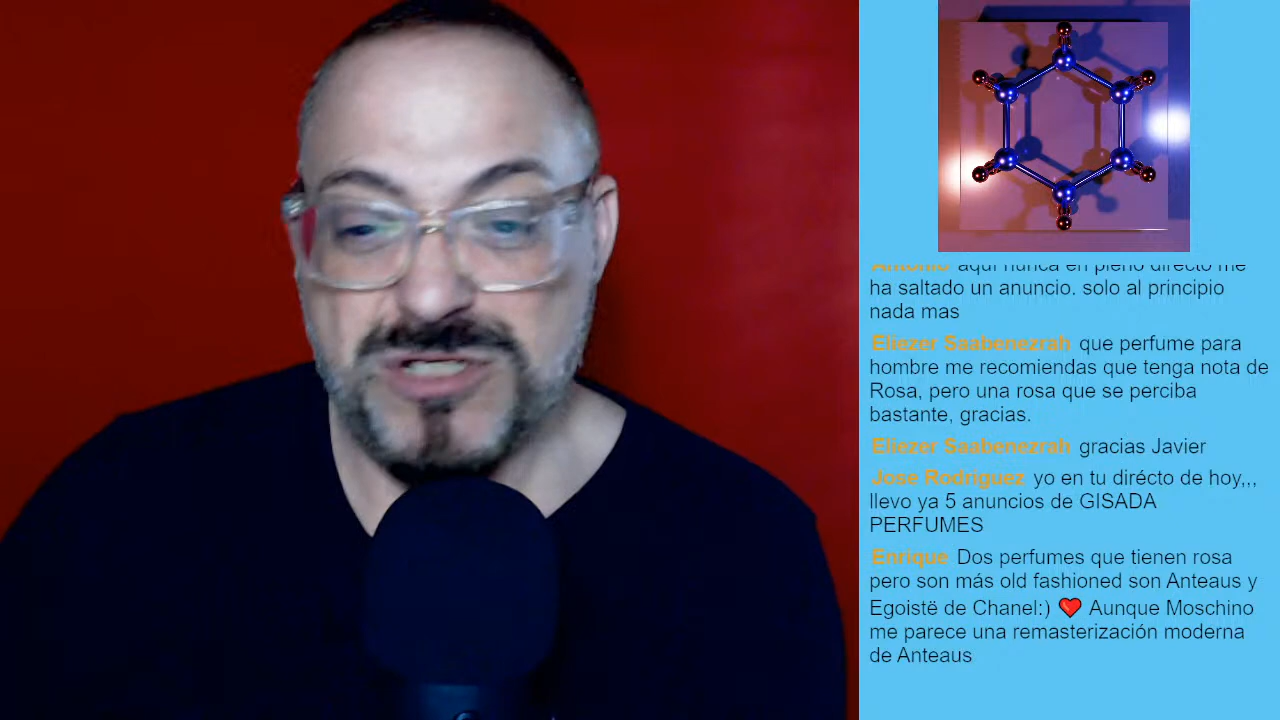 Antonio aquí nunca en pleno directo me
ha saltado un anuncio. solo al principio
nada mas
Eliezer Saabenezrah que perfume para
hombre me recomiendas que tenga nota de
Rosa, pero una rosa que se perciba
bastante, gracias.
Eliezer Saabenezrah gracias Javier
Jose Rodriguez yo en tu dirécto de hoy,,,
llevo ya 5 anuncios de GISADA
PERFUMES
Enrique Dos perfumes que tienen rosa
pero son más old fashioned son Anteaus y
Egoistë de Chanel:) ❤️ Aunque Moschino
me parece una remasterización moderna
de Anteaus